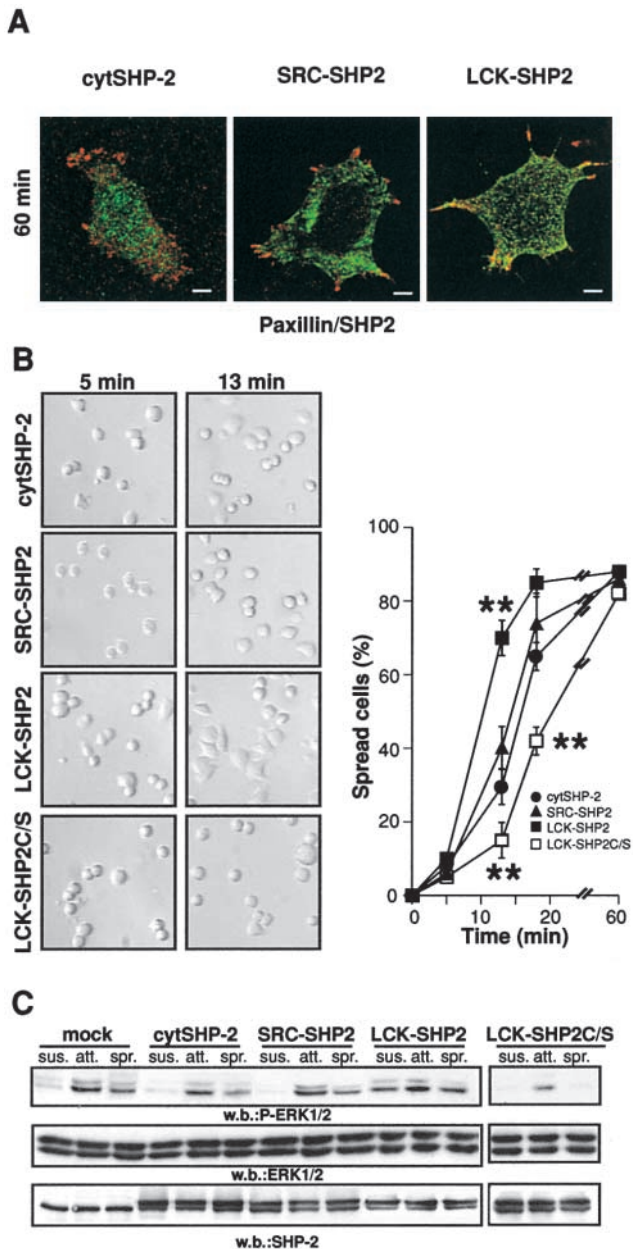 A
cytSHP-2 SRC-SHP2 LCK-SHP2
60 min
Paxillin/SHP2
B
5 min 13 min
cytSHP-2
SRC-SHP2
LCK-SHP2
LCK-SHP2C/S
Spread cells (%)
100
80
60
40
20
0
**
**
**
cytSHP-2
SRC-SHP2
LCK-SHP2
LCK-SHP2C/S
0 10 20 60
Time (min)
C
mock cytSHP-2 SRC-SHP2 LCK-SHP2 LCK-SHP2C/S
sus. att. spr. sus. att. spr. sus. att. spr. sus. att. spr. sus. att. spr.
w.b.:P-ERK1/2
w.b.:ERK1/2
w.b.:SHP-2